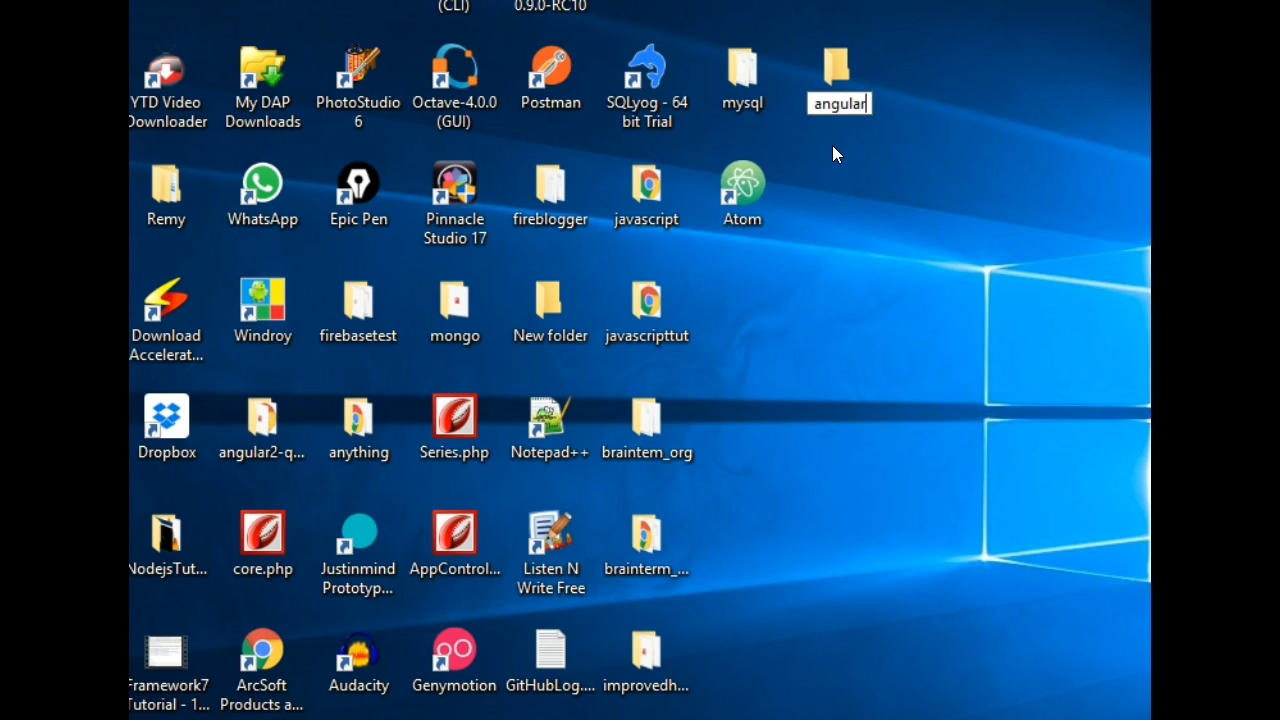 (CLI)
0.9.0-RC10
YTD Video
Downloader
My DAP
Downloads
PhotoStudio
6
Octave-4.0.0
(GUI)
Postman
SQLyog - 64
bit Trial
mysql
angular
Remy
WhatsApp
Epic Pen
Pinnacle
Studio 17
fireblogger
javascript
Atom
Download
Accelerat...
Windroy
firebasetest
mongo
New folder
javascripttut
Dropbox
angular2-q...
anything
Series.php
Notepad++
braintem_org
NodejsTut...
core.php
Justinmind
Prototyp...
AppControl...
Listen N
Write Free
brainterm_...
Framework7
Tutorial - 1...
ArcSoft
Products a...
Audacity
Genymotion
GitHubLog....
improvedh...